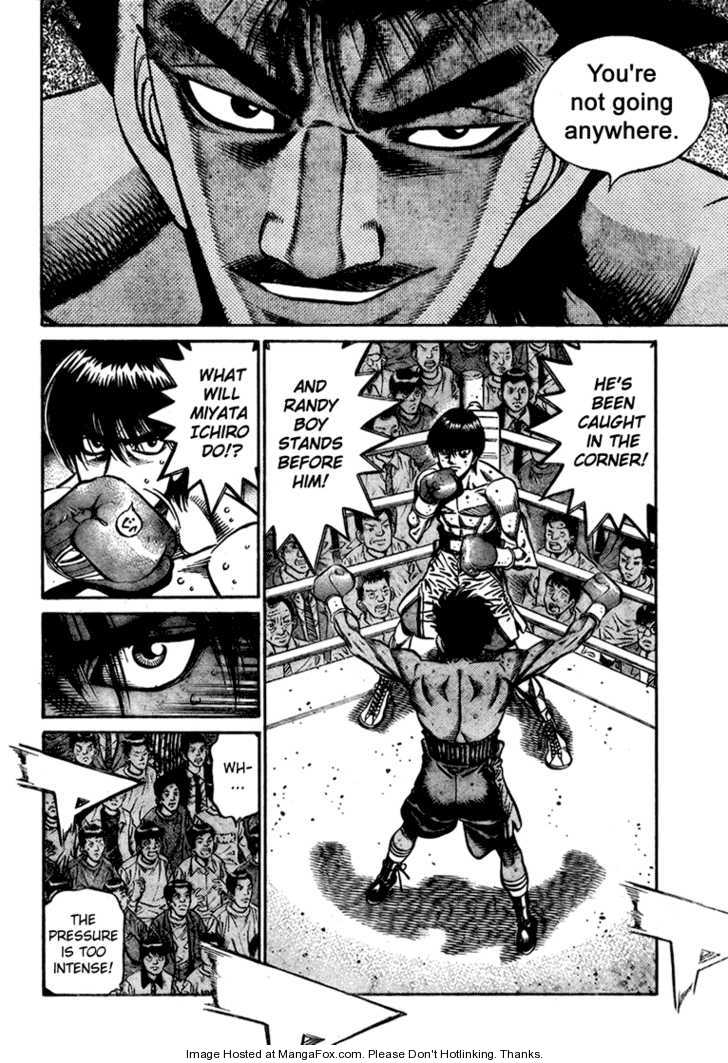 You're
not going
anywhere.
HE'S
BEEN
CAUGHT
IN THE
CORNER!
AND
RANDY
BOY
STANDS
BEFORE
HIM!
WHAT
WILL
MIYATA
ICHIRO
DO!?
WH-
...
THE
PRESSURE
IS TOO
INTENSE!
Image Hosted at MangaFox.com. Please Don't Hotlinking. Thanks.